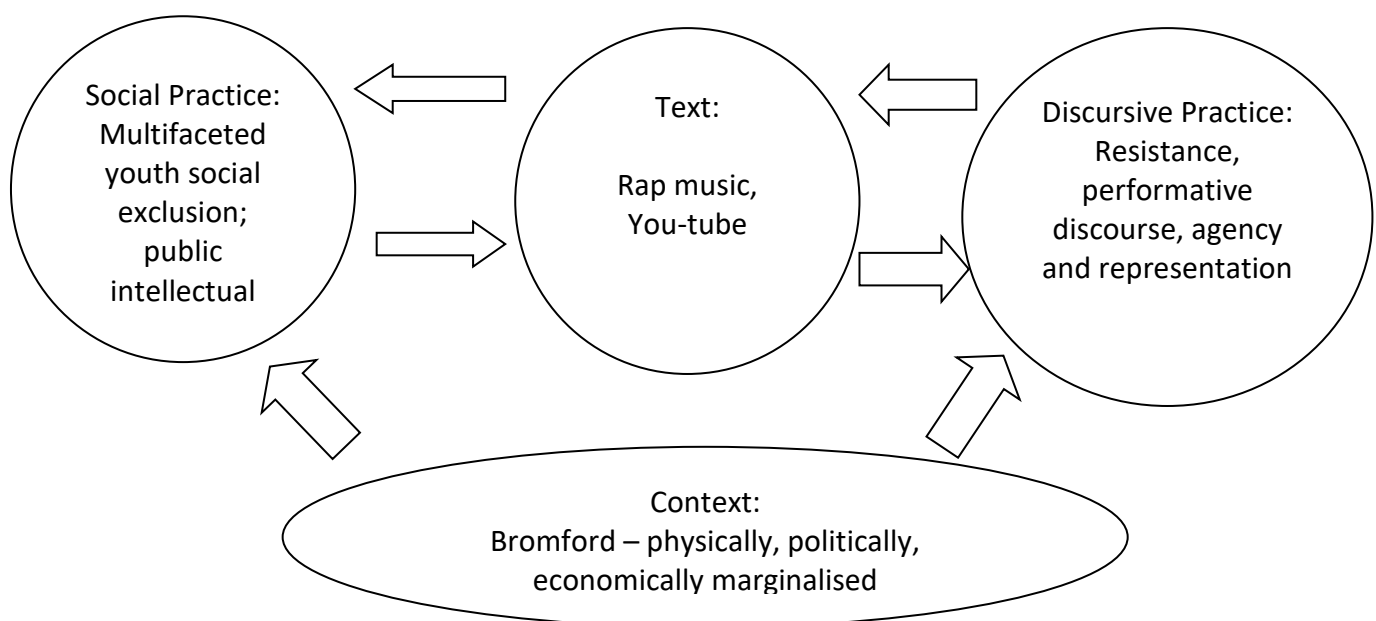 Social Practice:
Multifaceted
youth social
exclusion;
public
intellectual
Text:
Rap music,
You-tube
Discursive Practice:
Resistance,
performative
discourse, agency
and representation
Context:
Bromford – physically, politically,
economically marginalised